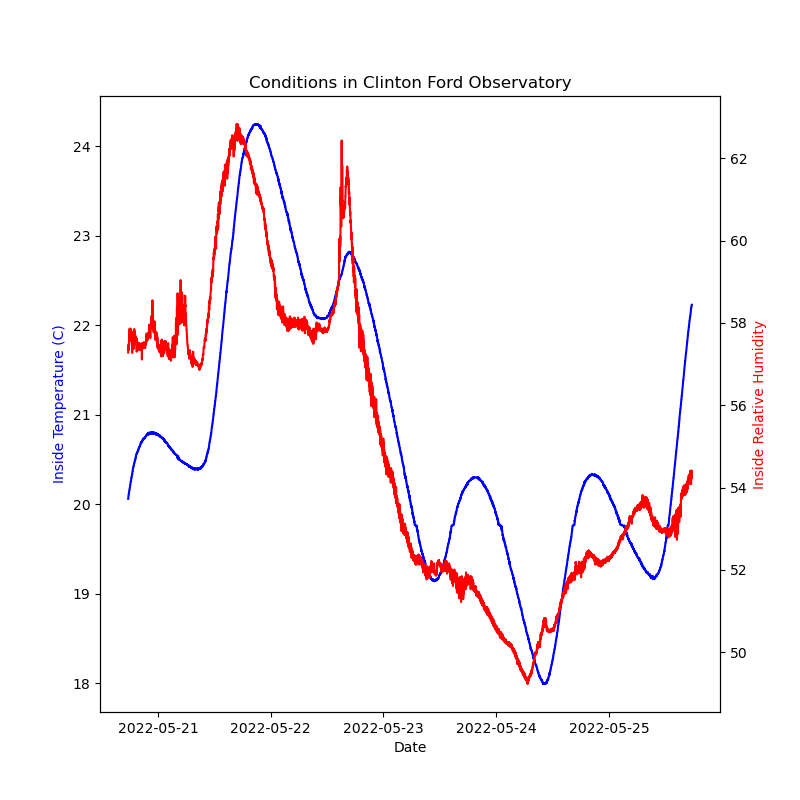 Conditions in Clinton Ford Observatory
24
23
22
21
20
19
18
Inside Temperature (C)
62
60
58
56
54
52
50
Inside Relative Humidity
2022-05-21 2022-05-22 2022-05-23 2022-05-24 2022-05-25
Date